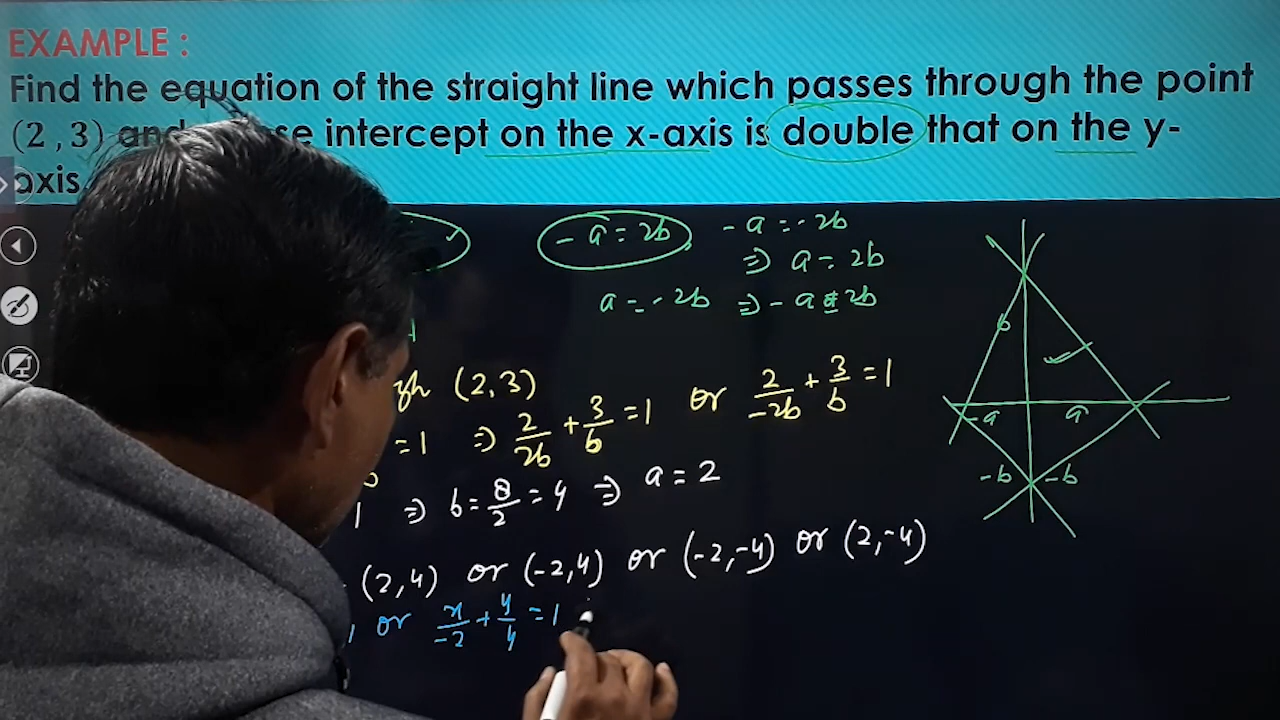 EXAMPLE :
Find the equation of the straight line which passes through the point
(2 , 3) and se intercept on the x-axis is double that on the y-
axis
- a = 2b, - a = - 2b
⇒ a = 2b
a = - 2b ⇒ - a = 2b
(2, 3)
= 1 ⇒ 2/2b + 3/b = 1 or 2/-2b + 3/b = 1
1 ⇒ b = 8/2 = 4 ⇒ a = 2
(2, 4) or (-2, 4) or (-2, -4) or (2, -4)
1 or x/-2 + y/4 = 1
b
-a a
-b -b